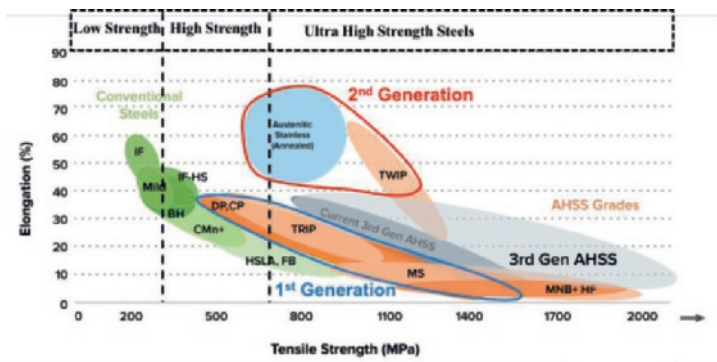 Low Strength High Strength Ultra High Strength Steels
90
80
70
60
50
40
30
20
10
0
Elongation (%)
Conventional
Steels
2nd Generation
Austenitic
Stainless
(Annealed)
IF
Mild
IF-HS
BH
DP,CP
CMn+
TRIP
TWIP
AHSS Grades
Current 3rd Gen AHSS
3rd Gen AHSS
HSLA, FB
MS
1st Generation
MNB+ HF
0 200 500 800 1100 1400 1700 2000
Tensile Strength (MPa)